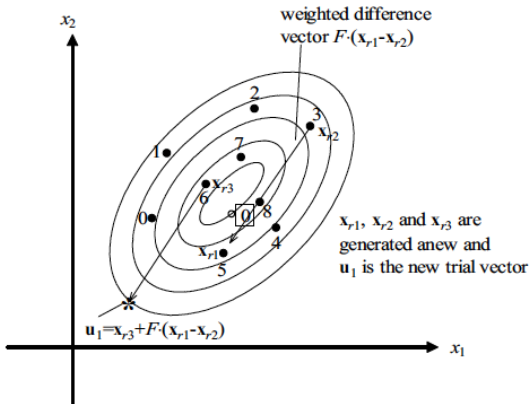 x2
weighted difference
vector F·(xr1-xr2)
2
3
xr2
1
7
xr3
6
0
0
8
xr1
4
5
xr1, xr2 and xr3 are
generated anew and
u1 is the new trial vector
u1=xr3+F·(xr1-xr2)
x1